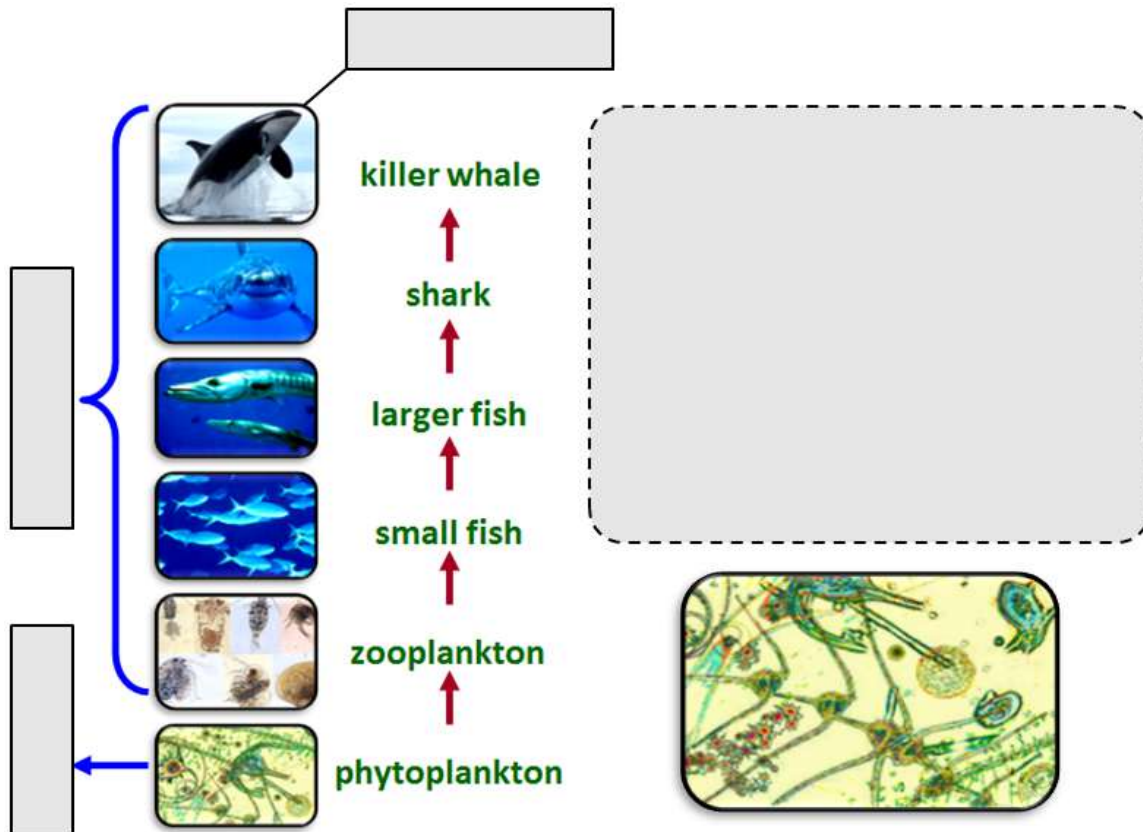 killer whale
shark
larger fish
small fish
zooplankton
phytoplankton